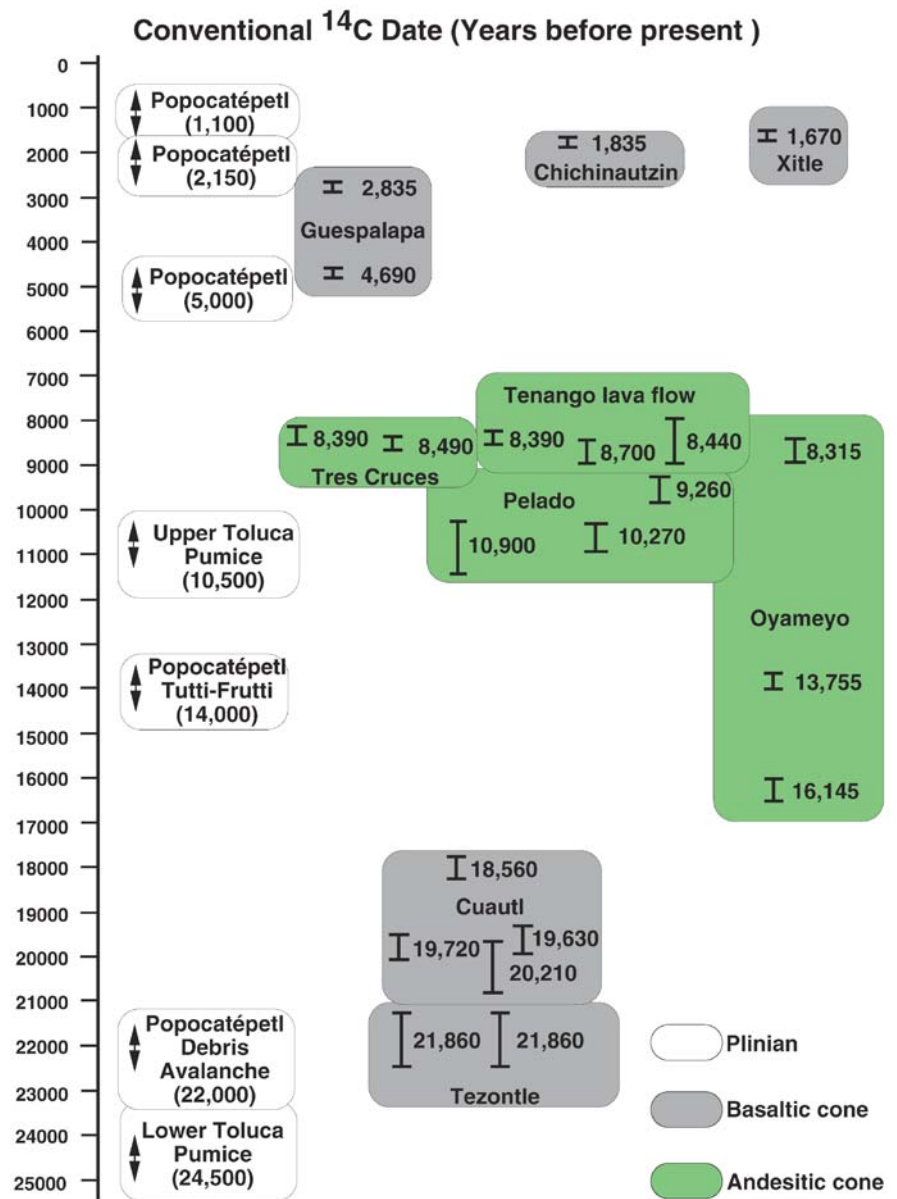 Conventional ¹⁴C Date (Years before present )
0
1000
2000
3000
4000
5000
6000
7000
8000
9000
10000
11000
12000
13000
14000
15000
16000
17000
18000
19000
20000
21000
22000
23000
24000
25000
Popocatépetl
(1,100)
Popocatépetl
(2,150)
Popocatépetl
(5,000)
Upper Toluca
Pumice
(10,500)
Popocatépetl
Tutti-Frutti
(14,000)
Popocatépetl
Debris
Avalanche
(22,000)
Lower Toluca
Pumice
(24,500)
2,835
Guespalapa
4,690
1,835
Chichinautzin
1,670
Xitle
8,390
8,490
Tres Cruces
Tenango lava flow
8,390
8,700
8,440
Pelado
9,260
10,900
10,270
8,315
Oyameyo
13,755
16,145
18,560
Cuautl
19,720
19,630
20,210
21,860
21,860
Tezontle
Plinian
Basaltic cone
Andesitic cone